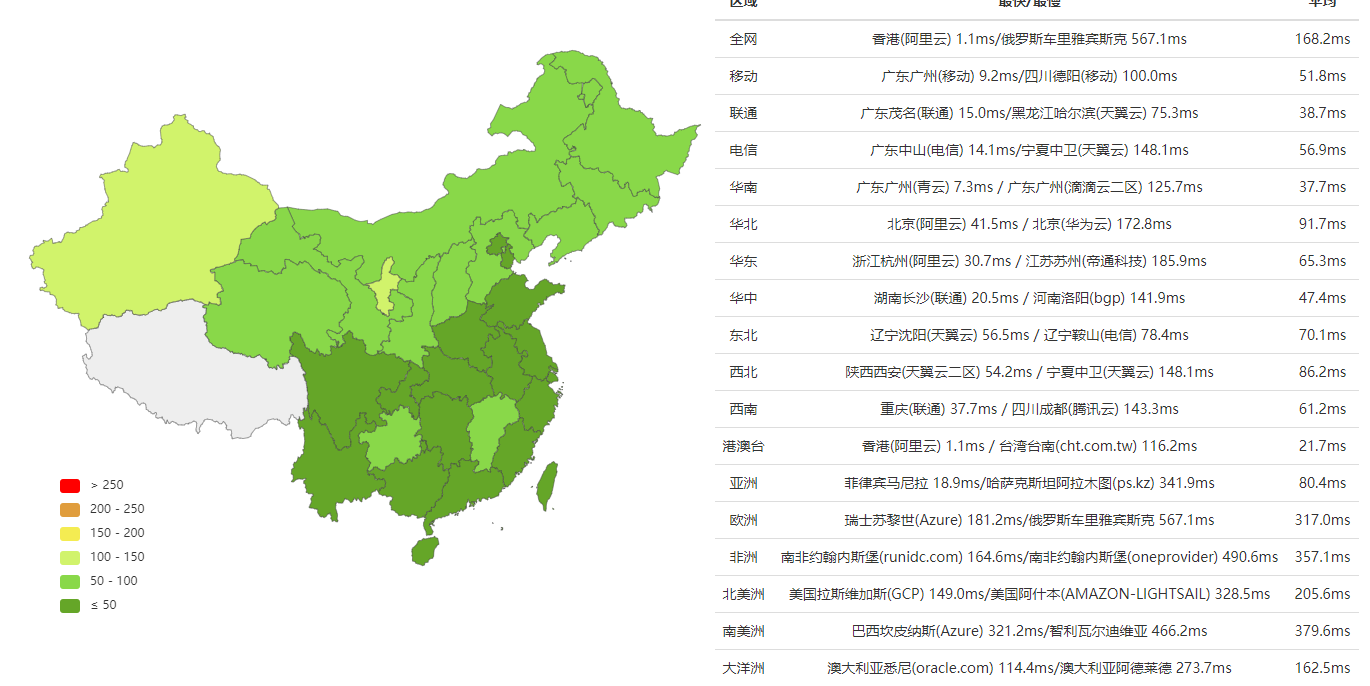 区域 最快/最慢 平均
全网 香港(阿里云) 1.1ms/俄罗斯车里雅宾斯克 567.1ms 168.2ms
移动 广东广州(移动) 9.2ms/四川德阳(移动) 100.0ms 51.8ms
联通 广东茂名(联通) 15.0ms/黑龙江哈尔滨(天翼云) 75.3ms 38.7ms
电信 广东中山(电信) 14.1ms/宁夏中卫(天翼云) 148.1ms 56.9ms
华南 广东广州(青云) 7.3ms / 广东广州(滴滴云二区) 125.7ms 37.7ms
华北 北京(阿里云) 41.5ms / 北京(华为云) 172.8ms 91.7ms
华东 浙江杭州(阿里云) 30.7ms / 江苏苏州(帝通科技) 185.9ms 65.3ms
华中 湖南长沙(联通) 20.5ms / 河南洛阳(bgp) 141.9ms 47.4ms
东北 辽宁沈阳(天翼云) 56.5ms / 辽宁鞍山(电信) 78.4ms 70.1ms
西北 陕西西安(天翼云二区) 54.2ms / 宁夏中卫(天翼云) 148.1ms 86.2ms
西南 重庆(联通) 37.7ms / 四川成都(腾讯云) 143.3ms 61.2ms
港澳台 香港(阿里云) 1.1ms / 台湾台南(cht.com.tw) 116.2ms 21.7ms
亚洲 菲律宾马尼拉 18.9ms/哈萨克斯坦阿拉木图(ps.kz) 341.9ms 80.4ms
欧洲 瑞士苏黎世(Azure) 181.2ms/俄罗斯车里雅宾斯克 567.1ms 317.0ms
非洲 南非约翰内斯堡(runidc.com) 164.6ms/南非约翰内斯堡(oneprovider) 490.6ms 357.1ms
北美洲 美国拉斯维加斯(GCP) 149.0ms/美国阿什本(AMAZON-LIGHTSAIL) 328.5ms 205.6ms
南美洲 巴西坎皮纳斯(Azure) 321.2ms/智利瓦尔迪维亚 466.2ms 379.6ms
大洋洲 澳大利亚悉尼(oracle.com) 114.4ms/澳大利亚阿德莱德 273.7ms 162.5ms
> 250
200 - 250
150 - 200
100 - 150
50 - 100
≤ 50